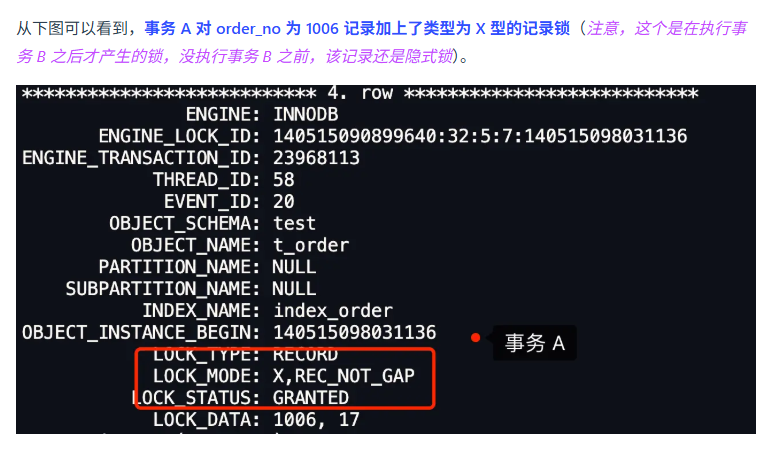 从下图可以看到，事务 A 对 order_no 为 1006 记录加上了类型为 X 型的记录锁（注意，这个是在执行事
务 B 之后才产生的锁，没执行事务 B 之前，该记录还是隐式锁）。
*************************** 4. row ***************************
ENGINE: INNODB
ENGINE_LOCK_ID: 140515090899640:32:5:7:140515098031136
ENGINE_TRANSACTION_ID: 23968113
THREAD_ID: 58
EVENT_ID: 20
OBJECT_SCHEMA: test
OBJECT_NAME: t_order
PARTITION_NAME: NULL
SUBPARTITION_NAME: NULL
INDEX_NAME: index_order
OBJECT_INSTANCE_BEGIN: 140515098031136
事务 A
LOCK_TYPE: RECORD
LOCK_MODE: X,REC_NOT_GAP
LOCK_STATUS: GRANTED
LOCK_DATA: 1006, 17